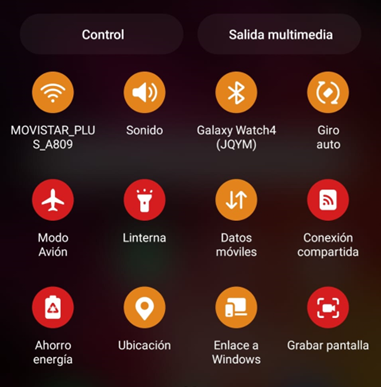 Control
Salida multimedia
MOVISTAR_PLU
S_A809
Sonido
Galaxy Watch4
(JQYM)
Giro
auto
Modo
Avión
Linterna
Datos
móviles
Conexión
compartida
Ahorro
energía
Ubicación
Enlace a
Windows
Grabar pantalla